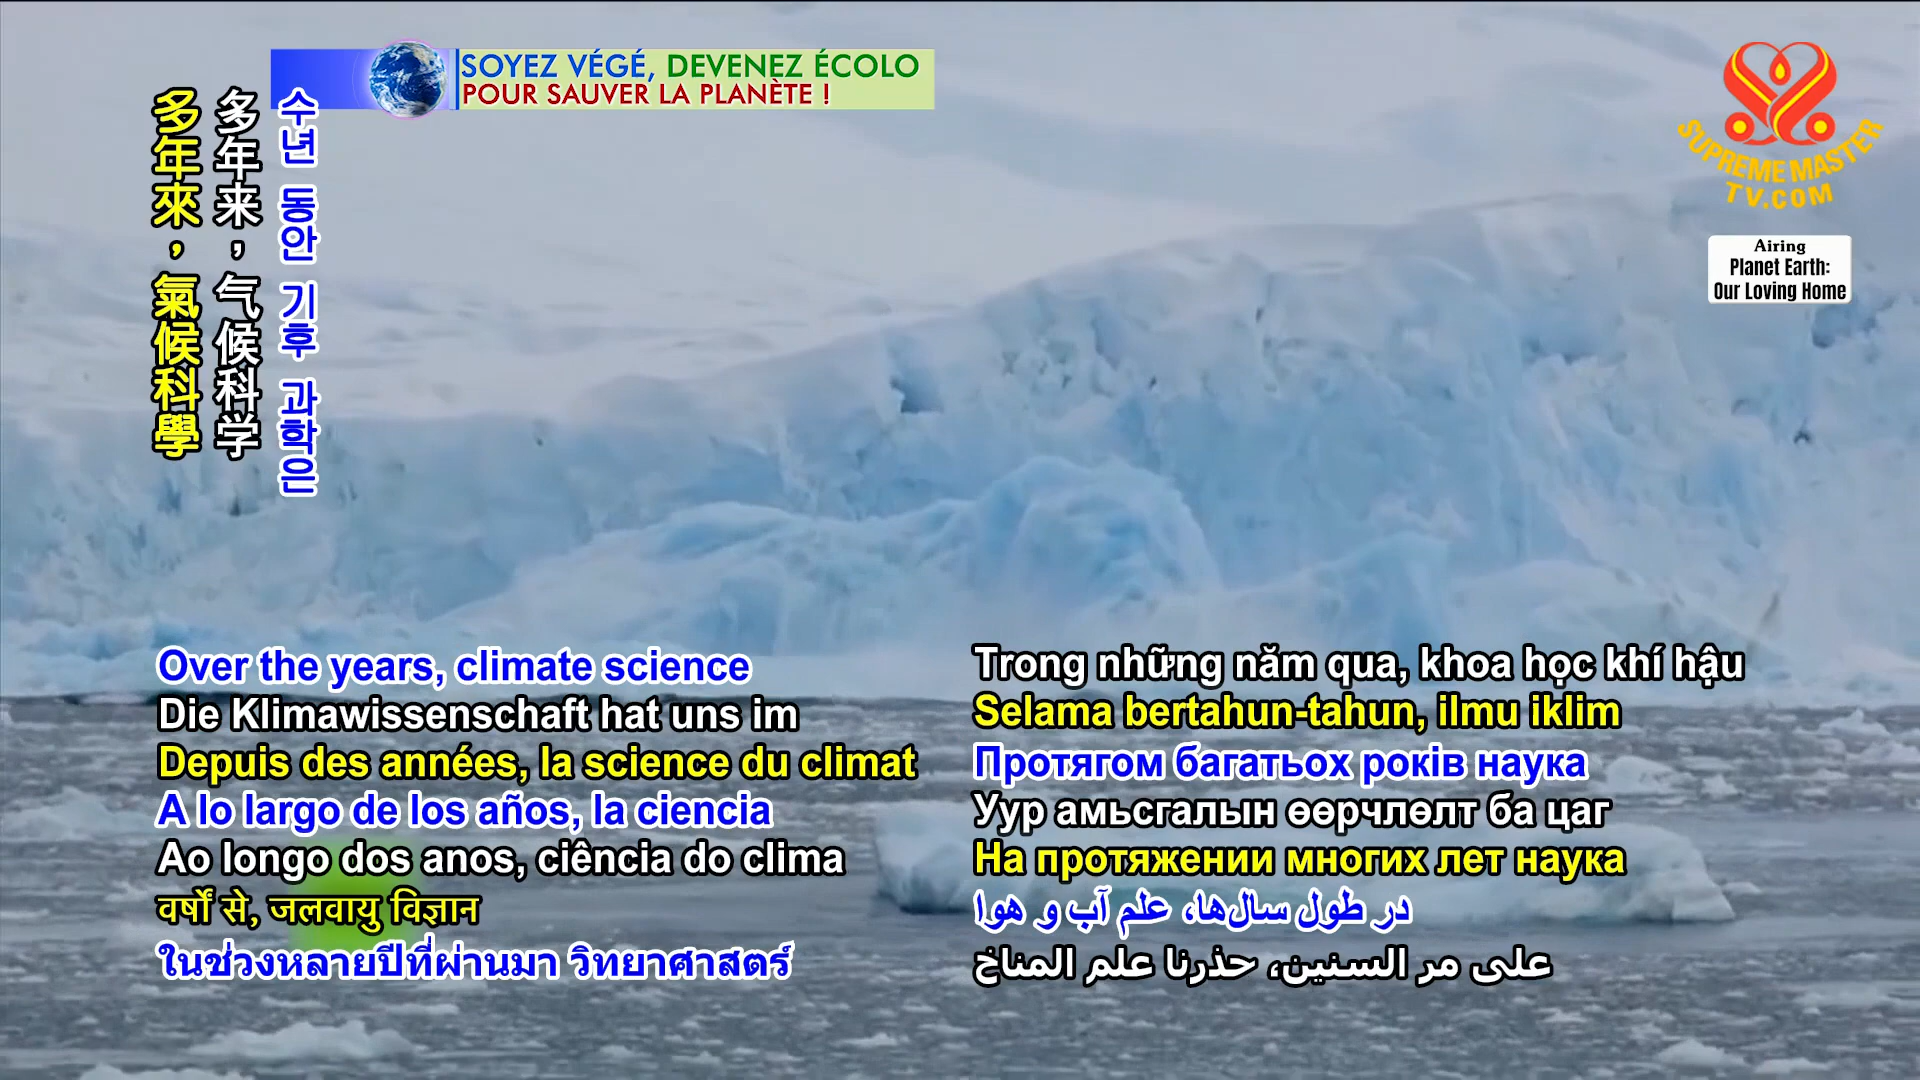 SOYEZ VÉGÉ, DEVENEZ ÉCOLO
POUR SAUVER LA PLANÈTE !
SUPREME MASTER
TV.COM
Airing
Planet Earth:
Our Loving Home
多年來，氣候科學
多年来，气候科学
수년 동안 기후 과학은
Over the years, climate science
Die Klimawissenschaft hat uns im
Depuis des années, la science du climat
A lo largo de los años, la ciencia
Ao longo dos anos, ciência do clima
वर्षों से, जलवायु विज्ञान
ในช่วงหลายปีที่ผ่านมา วิทยาศาสตร์
Trong những năm qua, khoa học khí hậu
Selama bertahun-tahun, ilmu iklim
Протягом багатьох років наука
Уур амьсгалын өөрчлөлт ба цаг
На протяжении многих лет наука
در طول سال‌ها، علم آب و هوا
على مر السنين، حذرنا علم المناخ